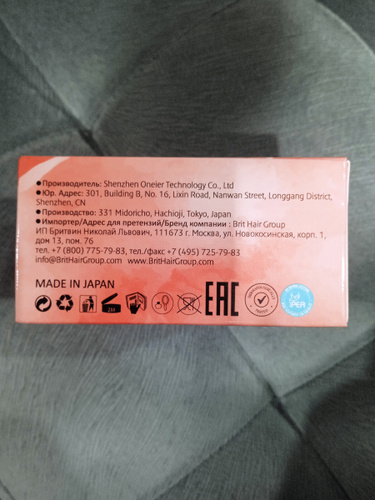 ● Производитель: Shenzhen Oneier Technology Co., Ltd
● Юр. Адрес: 301, Building B, No. 16, Lixin Road, Nanwan Street, Longgang District,
Shenzhen, CN
● Производство: 331 Midoricho, Hachioji, Tokyo, Japan
● Импортер/Адрес для претензий/Бренд компании : Brit Hair Group
ИП Бритвин Николай Львович, 111673 г. Москва, ул. Новокосинская, корп. 1,
дом 13, пом. 76
тел. +7 (800) 775-79-83, тел./факс +7 (495) 725-79-83
info@BritHairGroup.com www.BritHairGroup.com
MADE IN JAPAN
EAC